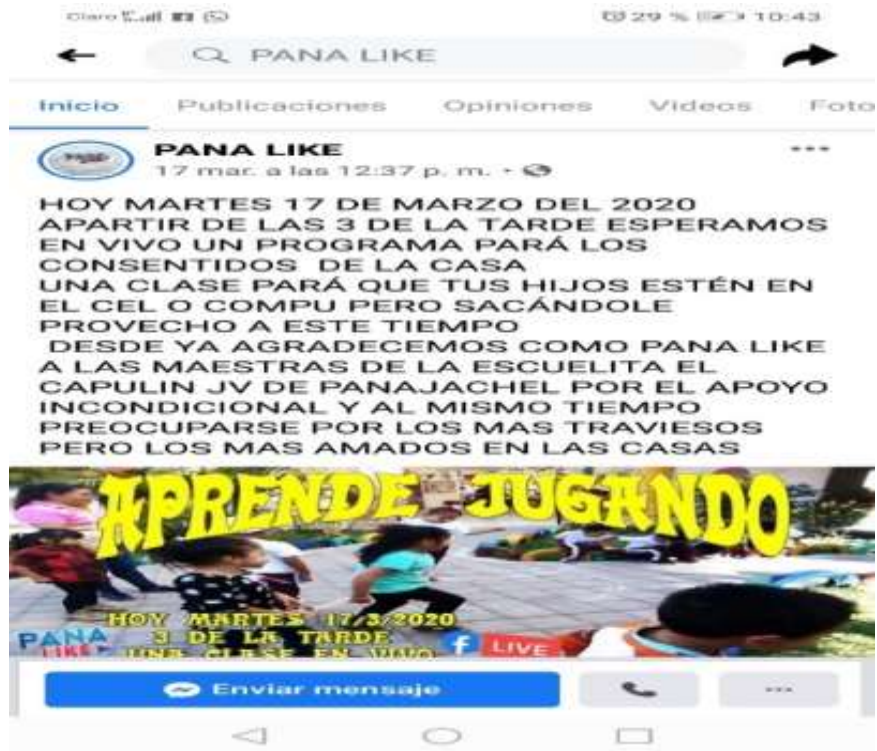 Claro
29 % 10:43
PANA LIKE
Inicio Publicaciones Opiniones Videos Foto
PANA LIKE
17 mar. a las 12:37 p. m. •
HOY MARTES 17 DE MARZO DEL 2020
APARTIR DE LAS 3 DE LA TARDE ESPERAMOS
EN VIVO UN PROGRAMA PARÁ LOS
CONSENTIDOS DE LA CASA
UNA CLASE PARÁ QUE TUS HIJOS ESTÉN EN
EL CEL O COMPU PERO SACÁNDOLE
PROVECHO A ESTE TIEMPO
DESDE YA AGRADECEMOS COMO PANA LIKE
A LAS MAESTRAS DE LA ESCUELITA EL
CAPULIN JV DE PANAJACHEL POR EL APOYO
INCONDICIONAL Y AL MISMO TIEMPO
PREOCUPARSE POR LOS MAS TRAVIESOS
PERO LOS MAS AMADOS EN LAS CASAS
APRENDE JUGANDO
HOY MARTES 17/3/2020
3 DE LA TARDE
UNA CLASE EN VIVO
PANA
LIKE
f LIVE
Enviar mensaje